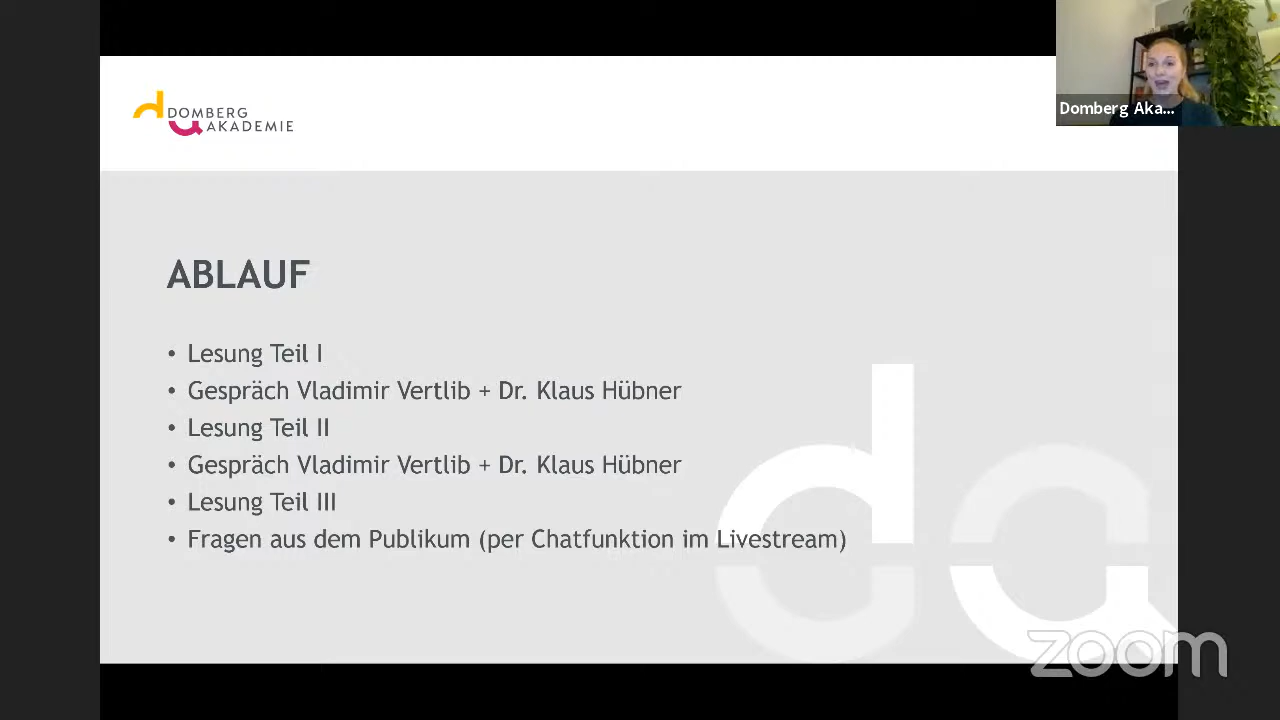 DOMBERG
AKADEMIE
Domberg Aka...
ABLAUF
• Lesung Teil I
• Gespräch Vladimir Vertlib + Dr. Klaus Hübner
• Lesung Teil II
• Gespräch Vladimir Vertlib + Dr. Klaus Hübner
• Lesung Teil III
• Fragen aus dem Publikum (per Chatfunktion im Livestream)
da
zoom